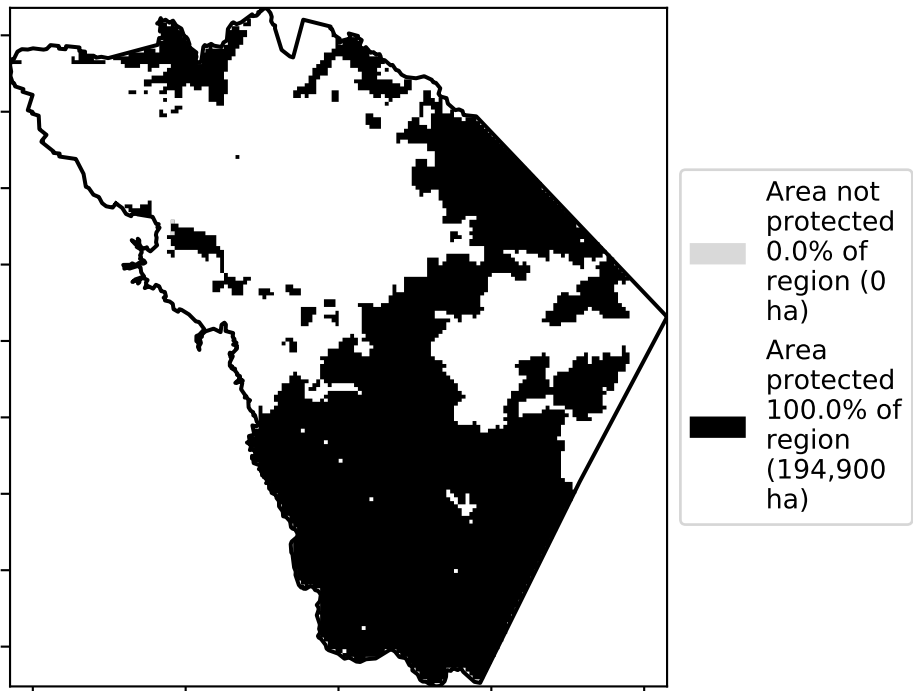 Area not
protected
0.0% of
region (0
ha)
Area
protected
100.0% of
region
(194,900
ha)